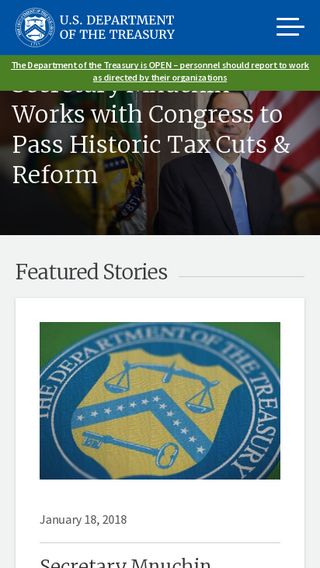 U.S. DEPARTMENT
OF THE TREASURY
The Department of the Treasury is OPEN – personnel should report to work
as directed by their organizations
Secretary Mnuchin
Works with Congress to
Pass Historic Tax Cuts &
Reform
Featured Stories
THE DEPARTMENT OF THE TREASURY
January 18, 2018
Secretary Mnuchin